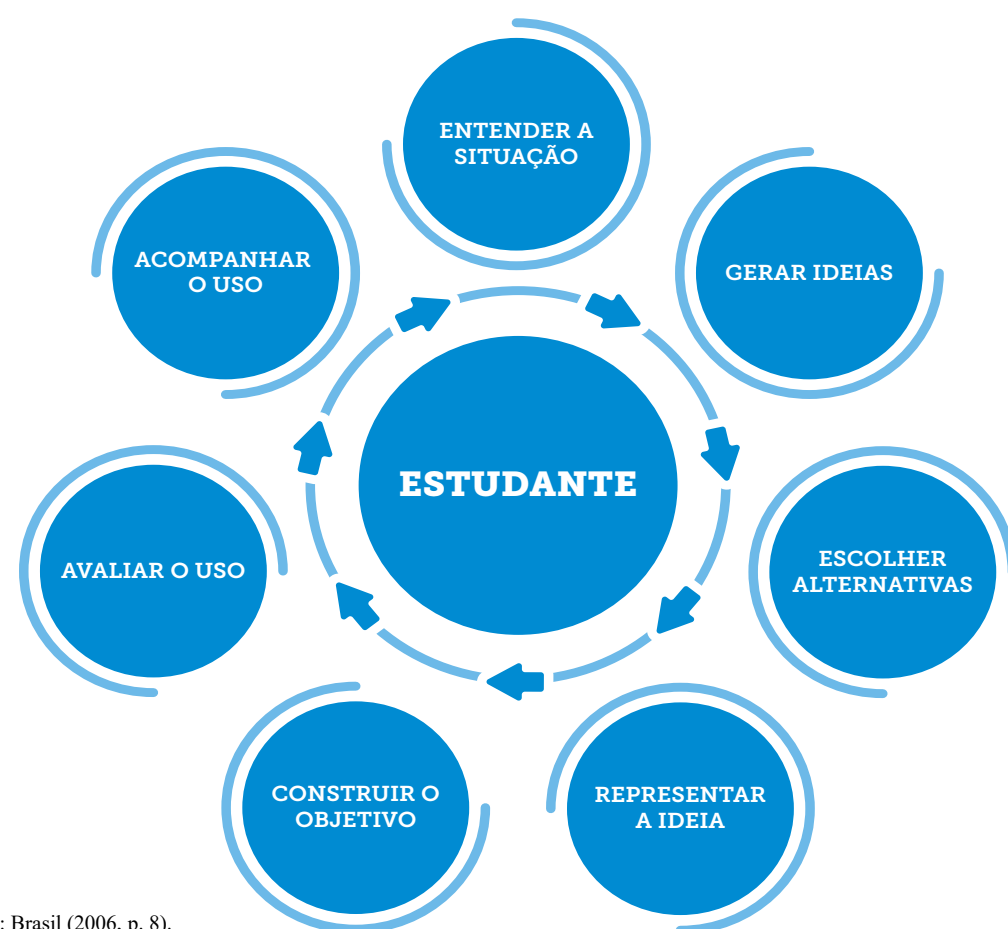 ENTENDER A
SITUAÇÃO
GERAR IDEIAS
ESCOLHER
ALTERNATIVAS
REPRESENTAR
A IDEIA
CONSTRUIR O
OBJETIVO
AVALIAR O USO
ACOMPANHAR
O USO
ESTUDANTE
: Brasil (2006, p. 8).